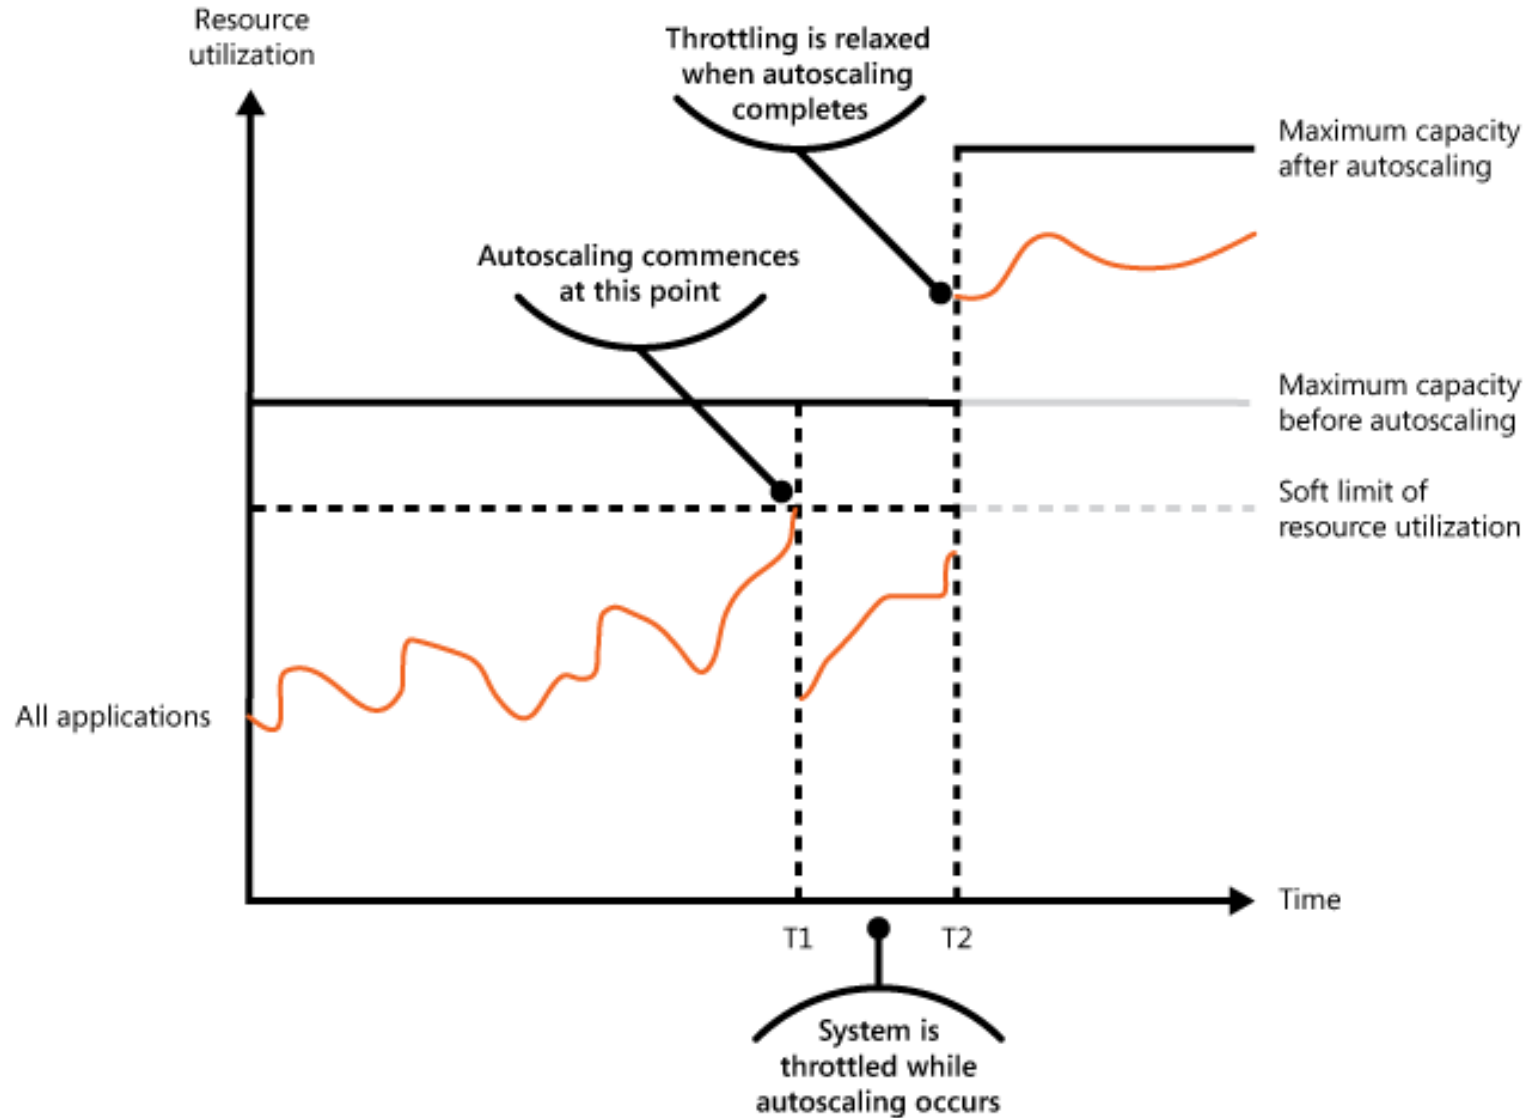 Resource
utilization
Throttling is relaxed
when autoscaling
completes
Maximum capacity
after autoscaling
Autoscaling commences
at this point
Maximum capacity
before autoscaling
Soft limit of
resource utilization
All applications
Time
T1
T2
System is
throttled while
autoscaling occurs